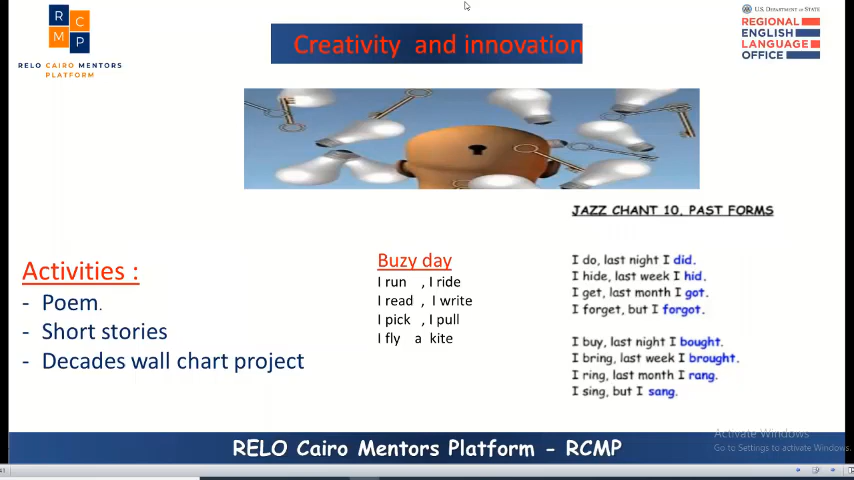 R C
M P
RELO CAIRO MENTORS
PLATFORM
Creativity and innovation
U.S. DEPARTMENT OF STATE
REGIONAL
ENGLISH
LANGUAGE
OFFICE
JAZZ CHANT 10, PAST FORMS
Activities :
- Poem.
- Short stories
- Decades wall chart project
Buzy day
I run , I ride
I read , I write
I pick , I pull
I fly a kite
I do, last night I did.
I hide, last week I hid.
I get, last month I got.
I forget, but I forgot.
I buy, last night I bought.
I bring, last week I brought.
I ring, last month I rang.
I sing, but I sang.
Activate Windows
Go to Settings to activate Windows.
RELO Cairo Mentors Platform - RCMP